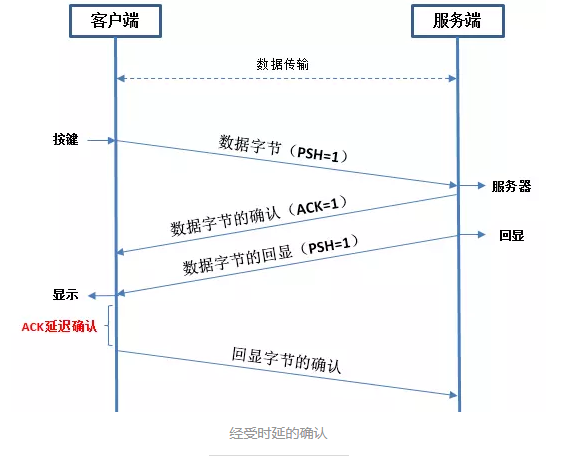 客户端
服务端
数据传输
按键
数据字节（PSH=1）
服务器
数据字节的确认（ACK=1）
回显
数据字节的回显（PSH=1）
显示
ACK延迟确认
回显字节的确认
经受时延的确认